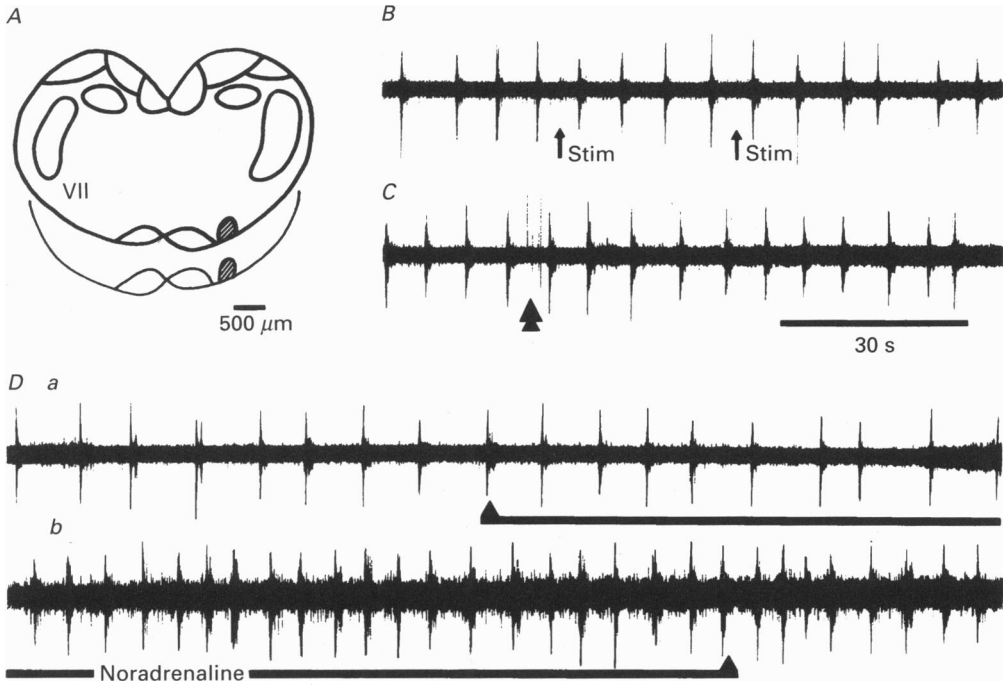 A
B
VII
500 μm
Stim
Stim
C
30 s
D a
b
Noradrenaline